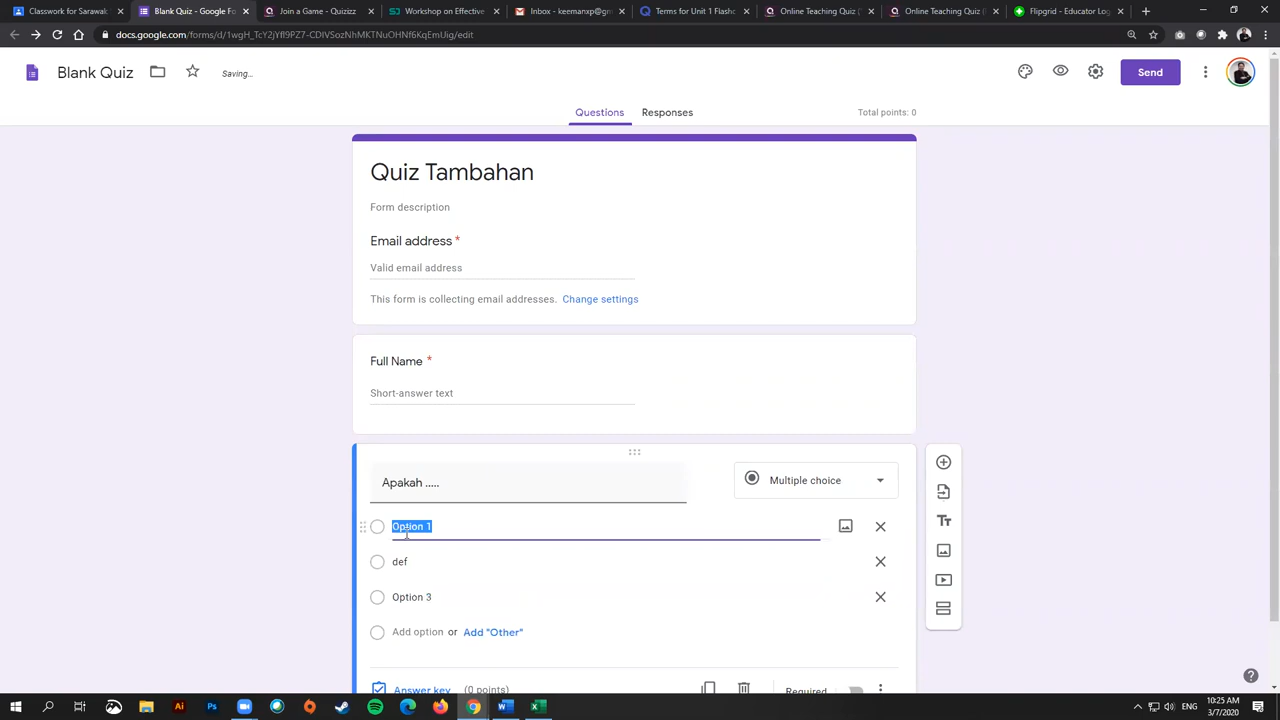 Classwork for Sarawak
Blank Quiz - Google Fo
Join a Game - Quizizz
Workshop on Effective
Inbox - keemanxp@gm
Terms for Unit 1 Flash
Online Teaching Quiz (
Online Teaching Quiz (
Flipgrid - Educator Log
docs.google.com/forms/d/1wgH_TcY2jYfl9PZ7-CDIVSozNhMKTNuOHNf6KqEmUig/edit
Blank Quiz
Saving...
Send
Questions
Responses
Total points: 0
Quiz Tambahan
Form description
Email address *
Valid email address
This form is collecting email addresses. Change settings
Full Name *
Short-answer text
Apakah .....
Multiple choice
Option 1
def
Option 3
Add option or Add "Other"
Answer key (0 points)
Required
ENG
10:25 AM
3/7/2020